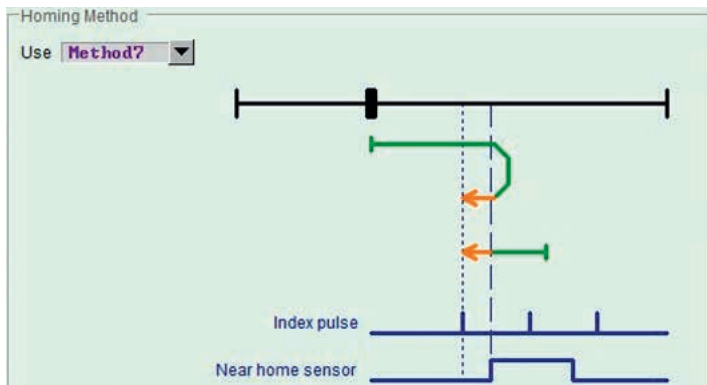 Homing Method
Use Method7
Index pulse
Near home sensor